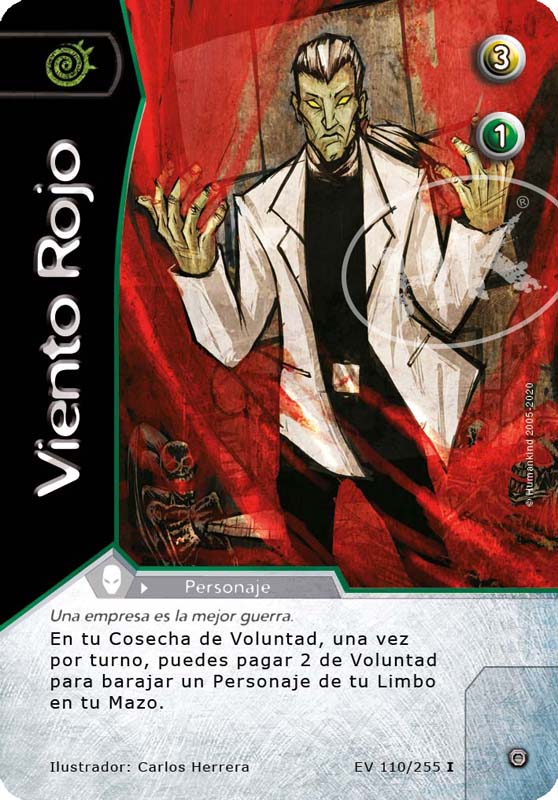 3
1
Viento Rojo
®
© Humankind 2005-2020
Personaje
Una empresa es la mejor guerra.
En tu Cosecha de Voluntad, una vez
por turno, puedes pagar 2 de Voluntad
para barajar un Personaje de tu Limbo
en tu Mazo.
Ilustrador: Carlos Herrera
EV 110/255 I